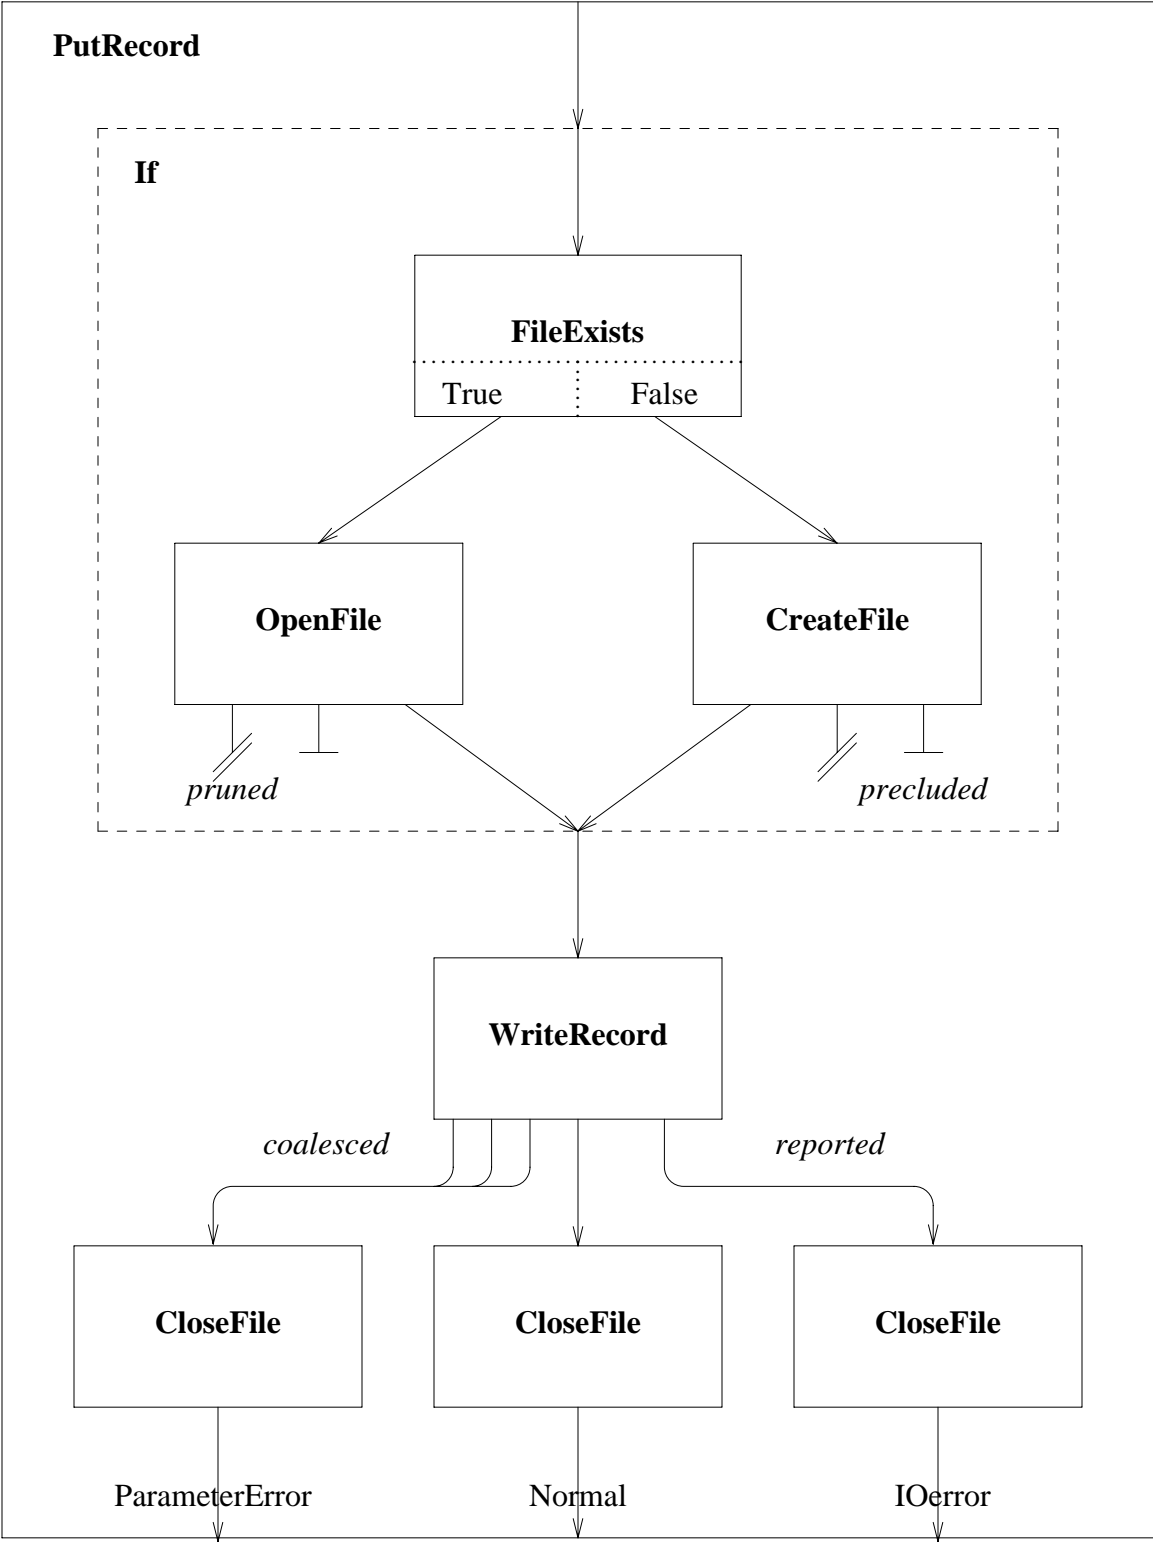 PutRecord
If
FileExists
True False
OpenFile CreateFile
pruned precluded
WriteRecord
coalesced reported
CloseFile CloseFile CloseFile
ParameterError Normal IOerror